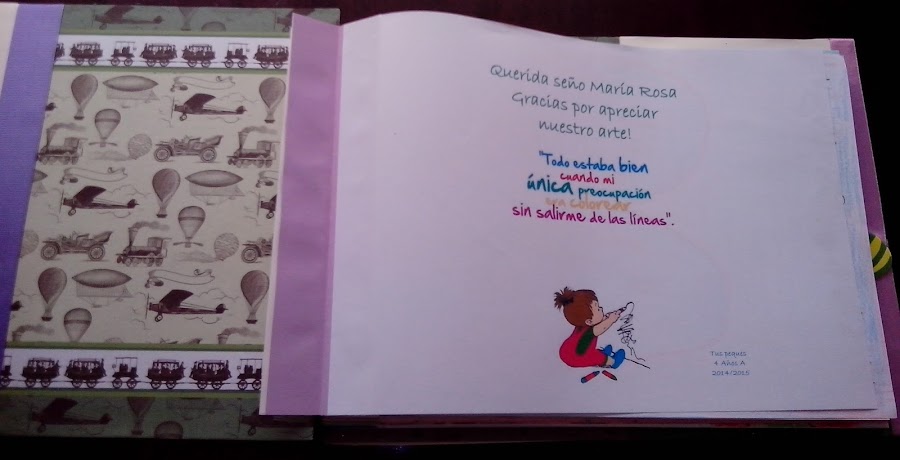 Querida seño María Rosa
Gracias por apreciar
nuestro arte!
"Todo estaba bien
cuando mi
única preocupación
era colorear
sin salirme de las líneas".
Tus peques
4 Años A
2014/2015